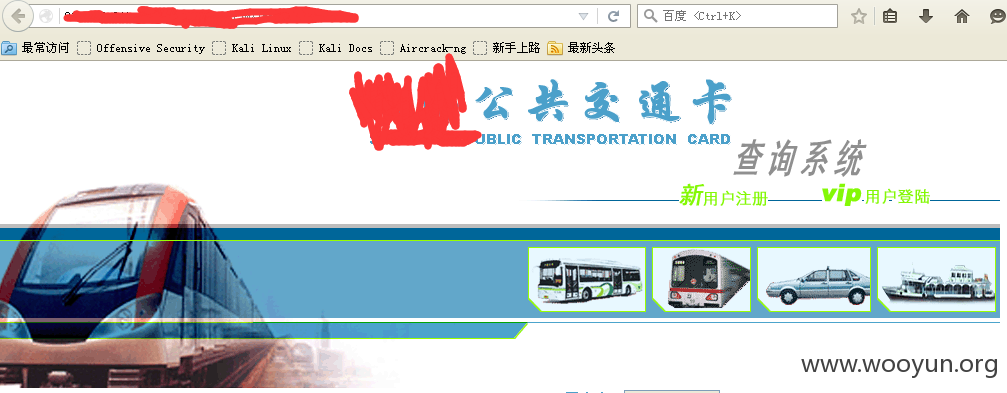 百度 <Ctrl+K>
最常访问 Offensive Security Kali Linux Kali Docs Aircrack-ng 新手上路 最新头条
公共交通卡
UBLIC TRANSPORTATION CARD
查询系统
新用户注册 vip用户登陆
www.wooyun.org